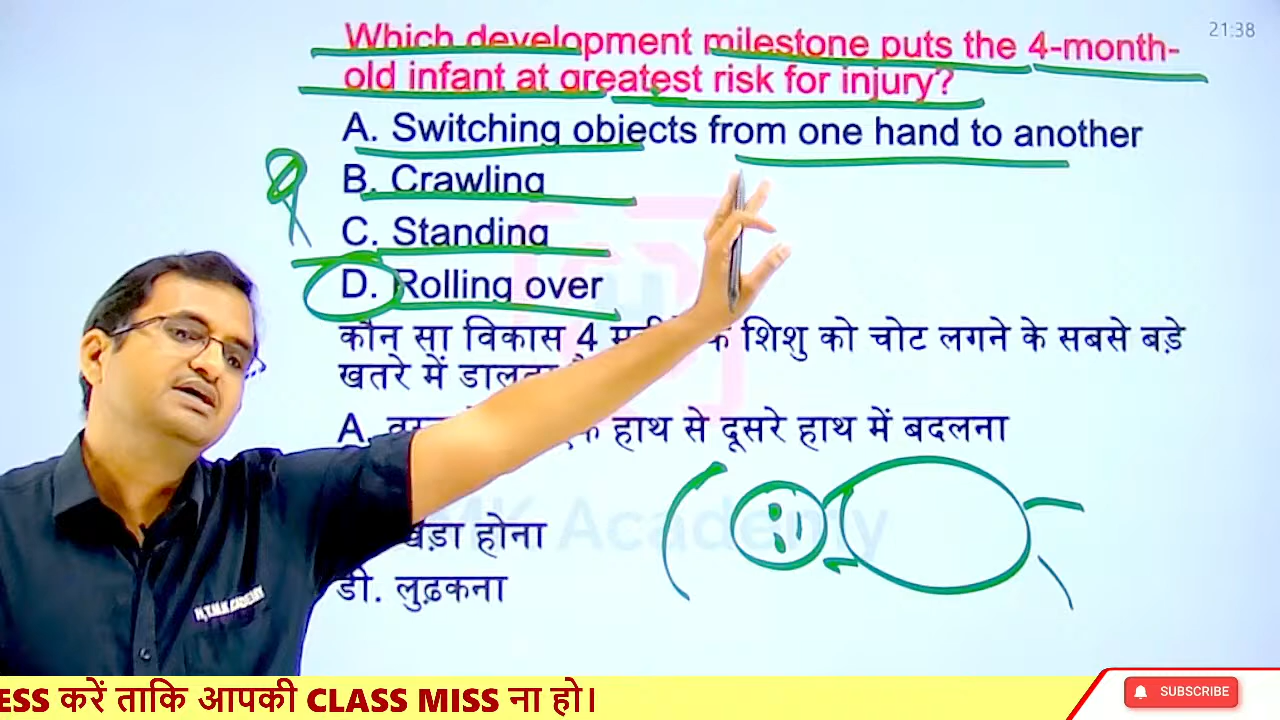 21:38
Which development milestone puts the 4-month-
old infant at greatest risk for injury?
A. Switching objects from one hand to another
B. Crawling
C. Standing
D. Rolling over
कौन सा विकास 4 शिशु को चोट लगने के सबसे बड़े
खतरे में डालता
A. हाथ से दूसरे हाथ में बदलना
खड़ा होना
डी. लुढ़कना
Academy
ESS करें ताकि आपकी CLASS MISS ना हो।
SUBSCRIBE